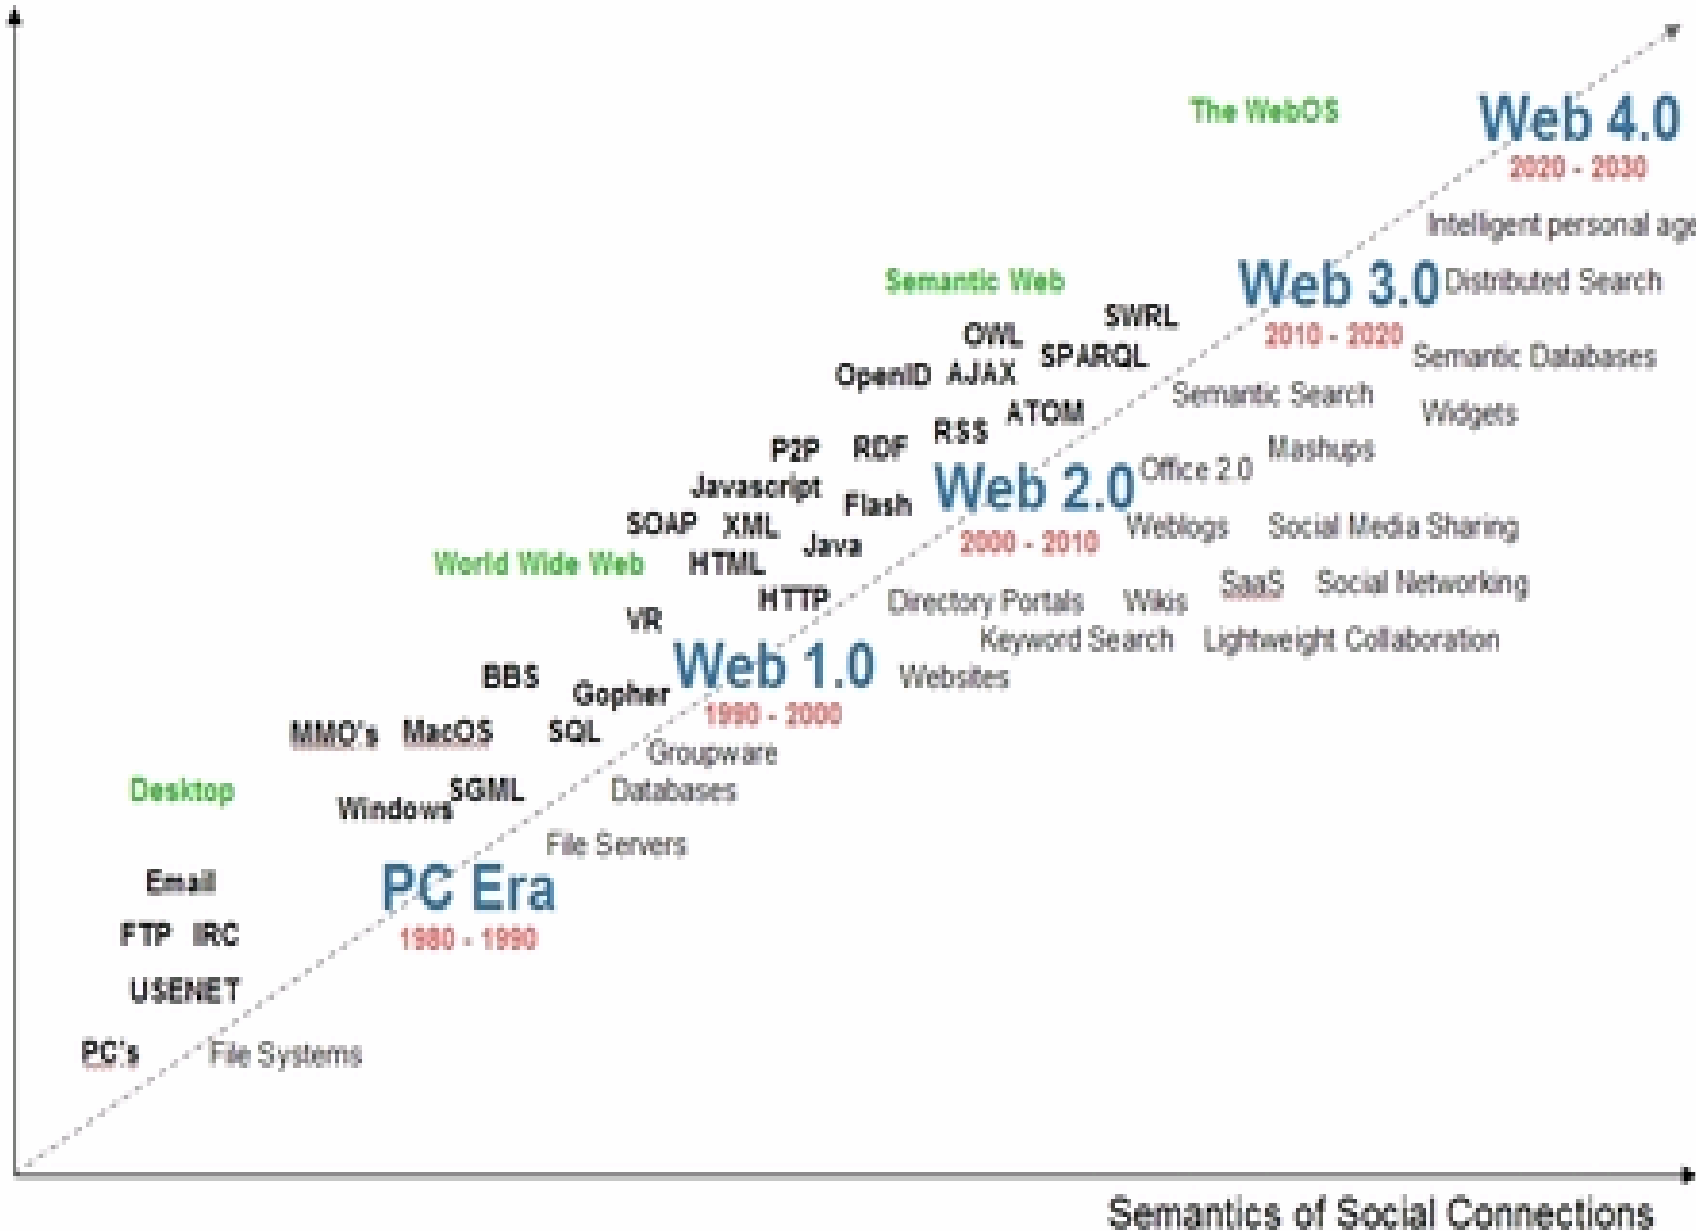 The WebOS
Web 4.0
2020 - 2030
Intelligent personal age
Semantic Web
Web 3.0
Distributed Search
SWRL
OWL
2010 - 2020
SPARQL
Semantic Databases
OpenID AJAX
Semantic Search
ATOM
Widgets
RSS
P2P
RDF
Mashups
Office 2.0
Javascript
Web 2.0
Flash
SOAP
XML
Weblogs
Social Media Sharing
Java
2000 - 2010
World Wide Web
HTML
SaaS
Social Networking
HTTP
Directory Portals
Wikis
VR
Keyword Search
Lightweight Collaboration
Web 1.0
BBS
Websites
Gopher
1990 - 2000
MMO's
MacOS
SQL
Groupware
Desktop
SGML
Databases
Windows
File Servers
Email
PC Era
FTP IRC
1980 - 1990
USENET
PC's
File Systems
Semantics of Social Connections